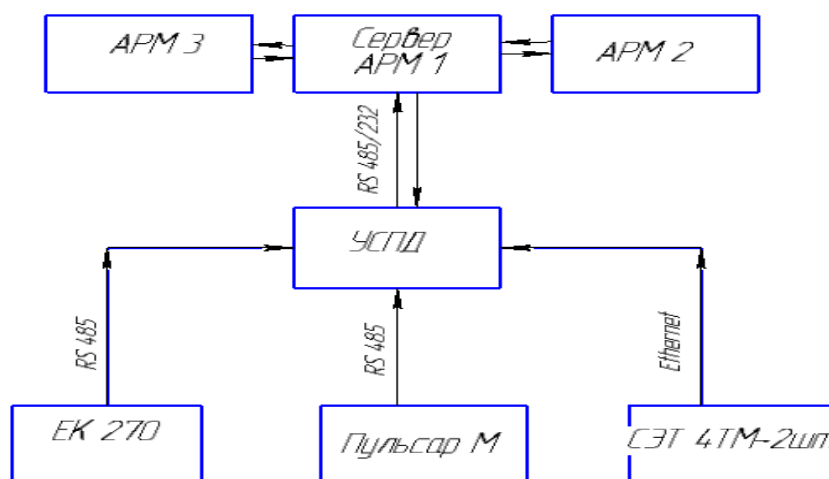 АРМ 3
Сервер
АРМ 1
АРМ 2
RS 485/232
УСПД
RS 485
RS 485
Ethernet
ЕК 270
Пульсар М
СЭТ 4ТМ-2шп